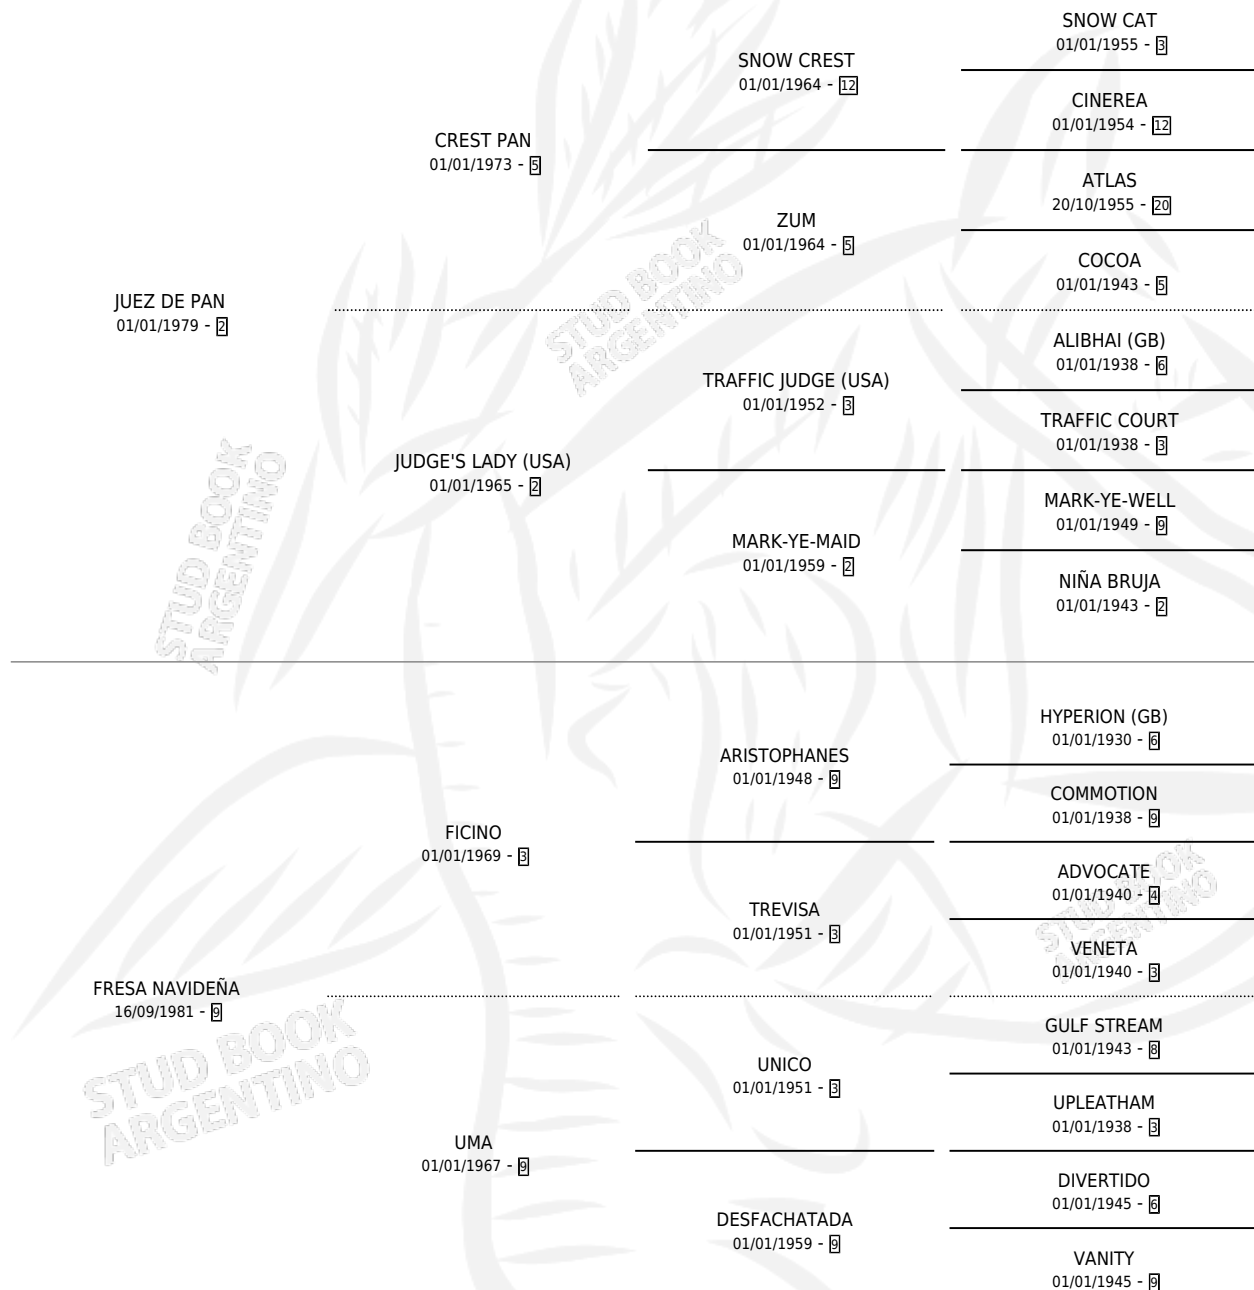 SNOW CAT
01/01/1955 - 3
SNOW CREST
01/01/1964 - 12
CINEREA
01/01/1954 - 12
CREST PAN
01/01/1973 - 5
ATLAS
20/10/1955 - 20
ZUM
01/01/1964 - 5
COCOA
01/01/1943 - 5
JUEZ DE PAN
01/01/1979 - 2
STUD BOOK
ARGENTINO
ALIBHAI (GB)
01/01/1938 - 6
TRAFFIC JUDGE (USA)
01/01/1952 - 3
TRAFFIC COURT
01/01/1938 - 3
JUDGE'S LADY (USA)
01/01/1965 - 2
MARK-YE-WELL
01/01/1949 - 9
MARK-YE-MAID
01/01/1959 - 2
NIÑA BRUJA
01/01/1943 - 2
STUD BOOK
ARGENTINO
HYPERION (GB)
01/01/1930 - 6
ARISTOPHANES
01/01/1948 - 9
COMMOTION
01/01/1938 - 9
FICINO
01/01/1969 - 3
ADVOCATE
01/01/1940 - 4
TREVISA
01/01/1951 - 3
VENETA
01/01/1940 - 3
STUD BOOK
ARGENTINO
FRESA NAVIDEÑA
16/09/1981 - 9
GULF STREAM
01/01/1943 - 8
UNICO
01/01/1951 - 3
UPLEATHAM
01/01/1938 - 3
STUD BOOK
ARGENTINO
UMA
01/01/1967 - 9
DIVERTIDO
01/01/1945 - 6
DESFACHATADA
01/01/1959 - 9
VANITY
01/01/1945 - 9